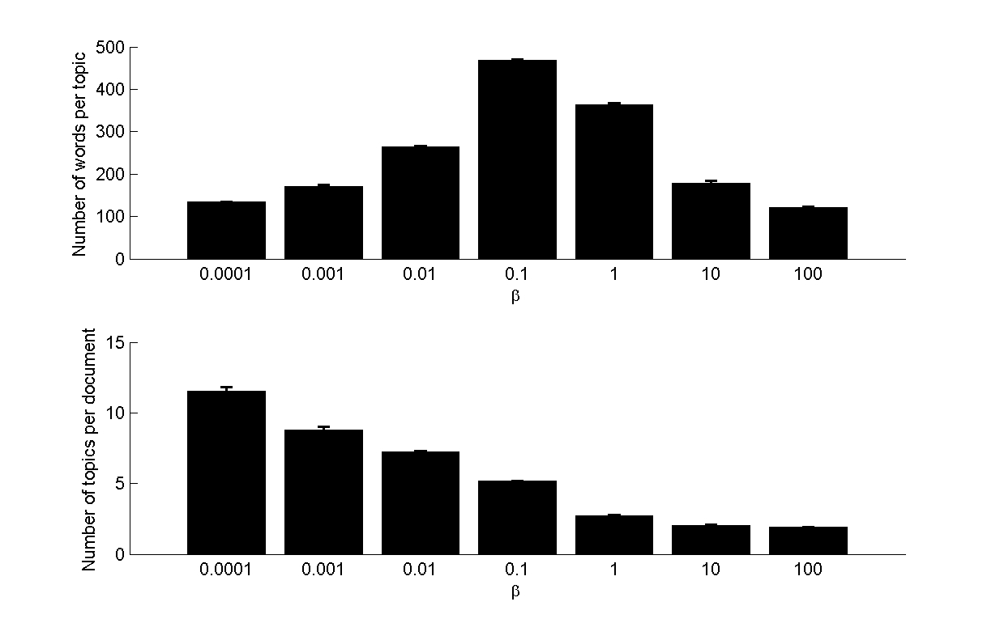 Number of words per topic
500
400
300
200
100
0
0.0001 0.001 0.01 0.1 1 10 100
β
Number of topics per document
15
10
5
0
0.0001 0.001 0.01 0.1 1 10 100
β